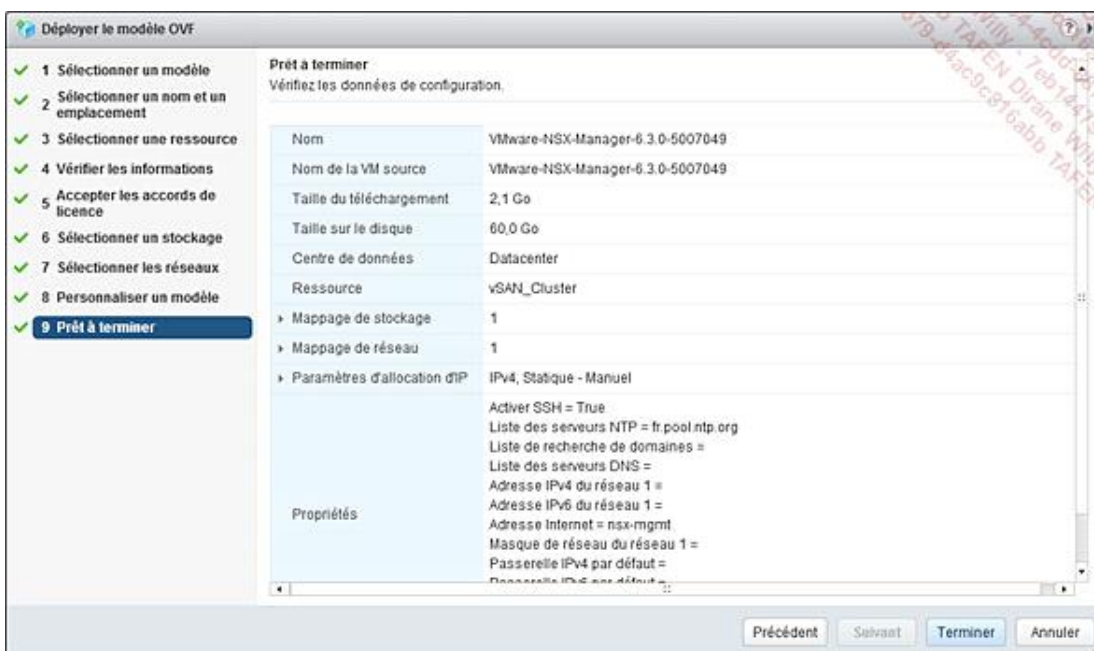 Déployer le modèle OVF
1 Sélectionner un modèle
2 Sélectionner un nom et un
emplacement
3 Sélectionner une ressource
4 Vérifier les informations
5 Accepter les accords de
licence
6 Sélectionner un stockage
7 Sélectionner les réseaux
8 Personnaliser un modèle
9 Prêt à terminer
Prêt à terminer
Vérifiez les données de configuration.
Nom VMware-NSX-Manager-6.3.0-5007049
Nom de la VM source VMware-NSX-Manager-6.3.0-5007049
Taille du téléchargement 2,1 Go
Taille sur le disque 60,0 Go
Centre de données Datacenter
Ressource vSAN_Cluster
Mappage de stockage 1
Mappage de réseau 1
Paramètres d'allocation d'IP IPv4, Statique - Manuel
Propriétés
Activer SSH = True
Liste des serveurs NTP = fr.pool.ntp.org
Liste de recherche de domaines =
Liste des serveurs DNS =
Adresse IPv4 du réseau 1 =
Adresse IPv6 du réseau 1 =
Adresse Internet = nsx-mgmt
Masque de réseau du réseau 1 =
Passerelle IPv4 par défaut =
Passerelle IPv6 par défaut =
Précédent Suivant Terminer Annuler